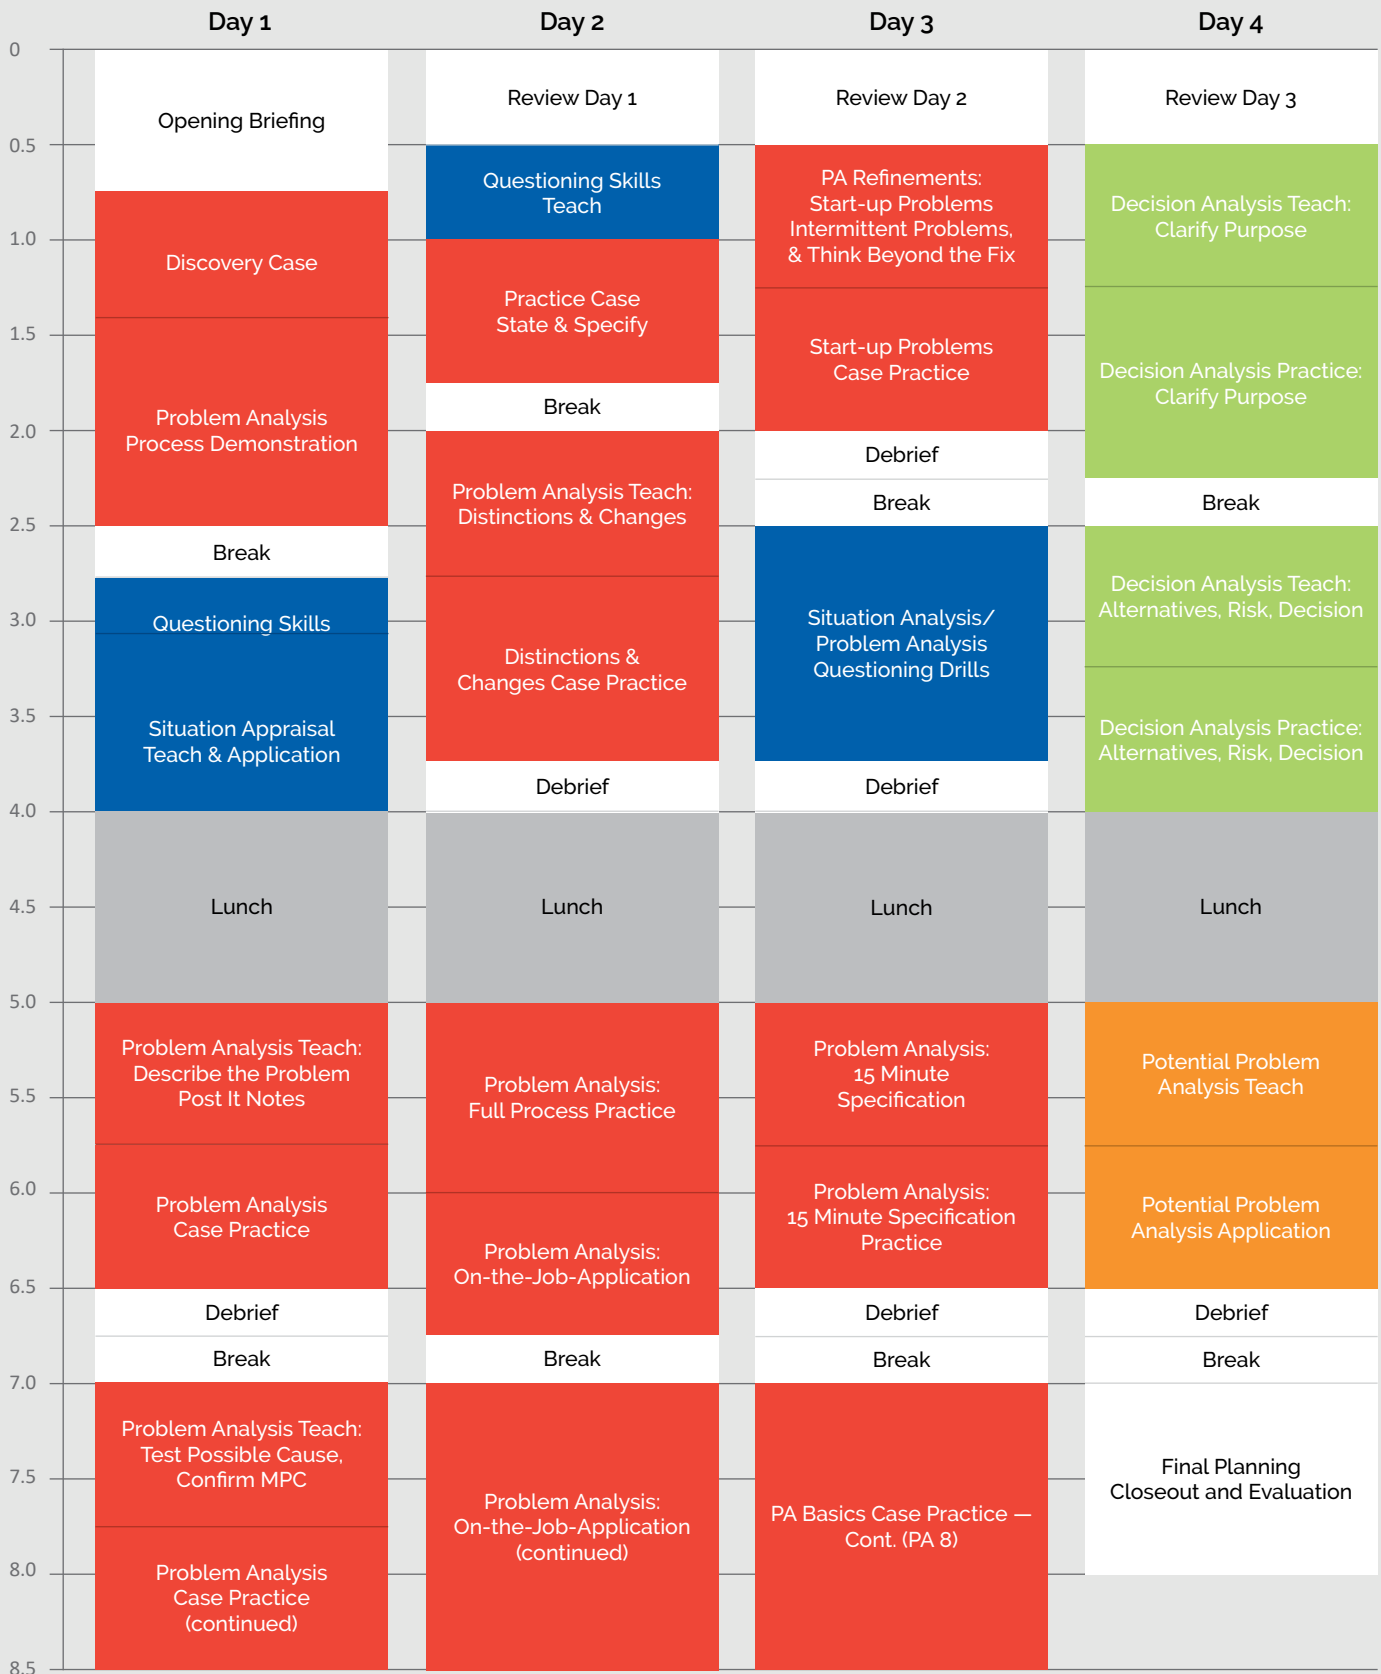 Day 1
Day 2
Day 3
Day 4
0
0.5
1.0
1.5
2.0
2.5
3.0
3.5
4.0
4.5
5.0
5.5
6.0
6.5
7.0
7.5
8.0
8.5
Opening Briefing
Discovery Case
Problem Analysis
Process Demonstration
Break
Questioning Skills
Situation Appraisal
Teach & Application
Lunch
Problem Analysis Teach:
Describe the Problem
Post It Notes
Problem Analysis
Case Practice
Debrief
Break
Problem Analysis Teach:
Test Possible Cause,
Confirm MPC
Problem Analysis
Case Practice
(continued)
Review Day 1
Questioning Skills
Teach
Practice Case
State & Specify
Break
Problem Analysis Teach:
Distinctions & Changes
Distinctions &
Changes Case Practice
Debrief
Lunch
Problem Analysis:
Full Process Practice
Problem Analysis:
On-the-Job-Application
Break
Problem Analysis:
On-the-Job-Application
(continued)
Review Day 2
PA Refinements:
Start-up Problems
Intermittent Problems,
& Think Beyond the Fix
Start-up Problems
Case Practice
Debrief
Break
Situation Analysis/
Problem Analysis
Questioning Drills
Debrief
Lunch
Problem Analysis:
15 Minute
Specification
Problem Analysis:
15 Minute Specification
Practice
Debrief
Break
PA Basics Case Practice —
Cont. (PA 8)
Review Day 3
Decision Analysis Teach:
Clarify Purpose
Decision Analysis Practice:
Clarify Purpose
Break
Decision Analysis Teach:
Alternatives, Risk, Decision
Decision Analysis Practice:
Alternatives, Risk, Decision
Lunch
Potential Problem
Analysis Teach
Potential Problem
Analysis Application
Debrief
Break
Final Planning
Closeout and Evaluation